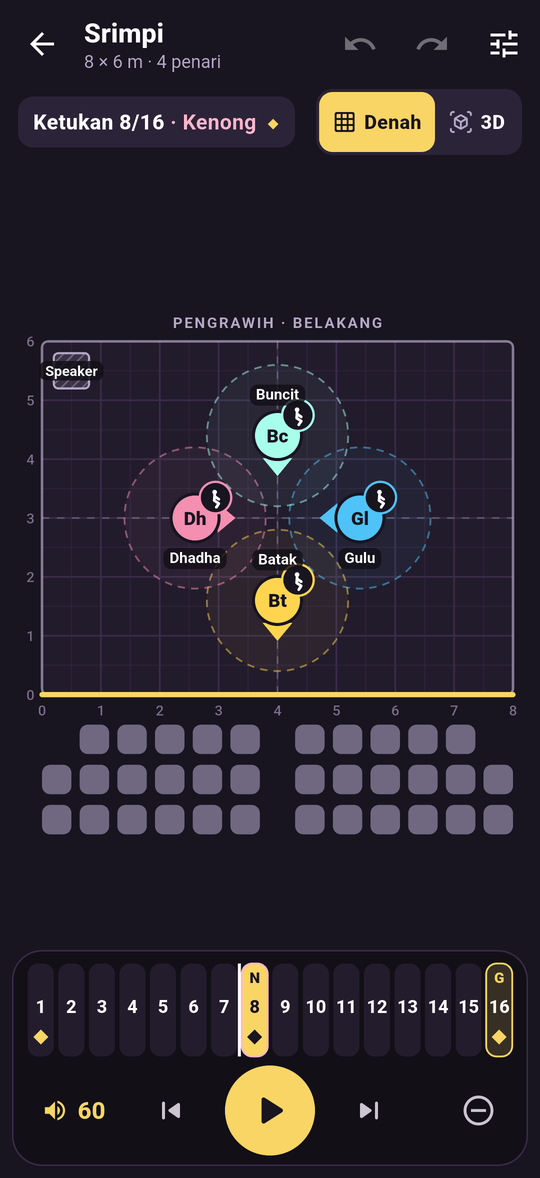 Srimpi
8 × 6 m · 4 penari
Ketukan 8/16 · Kenong
Denah
3D
PENGRAWIH · BELAKANG
6
Speaker
5
Buncit
Bc
4
3
Dh
Gl
Dhadha
Batak
Gulu
2
Bt
1
0
0 1 2 3 4 5 6 7 8
N
G
1 2 3 4 5 6 7 8 9 10 11 12 13 14 15 16
60